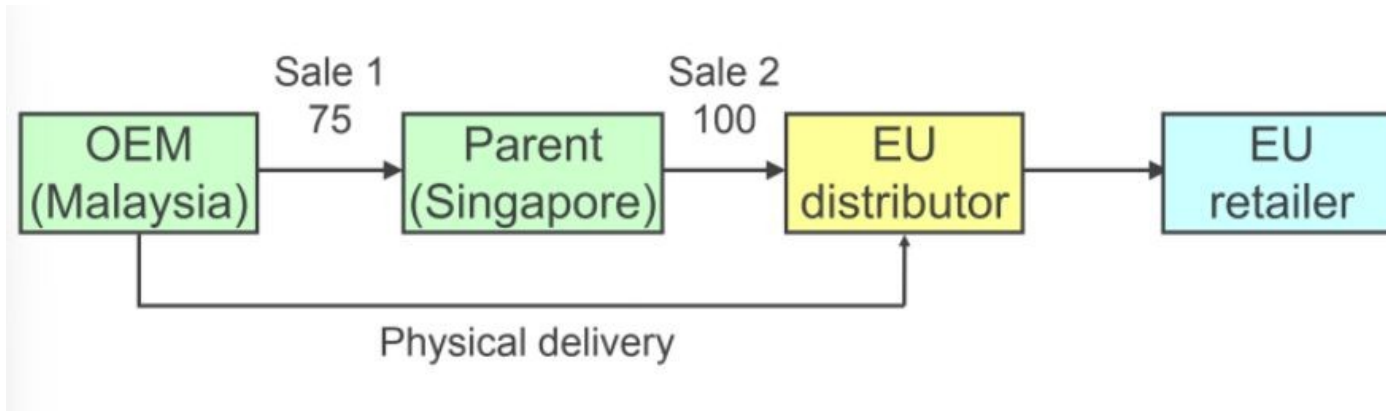 Sale 1
75
Sale 2
100
OEM
(Malaysia)
Parent
(Singapore)
EU
distributor
EU
retailer
Physical delivery